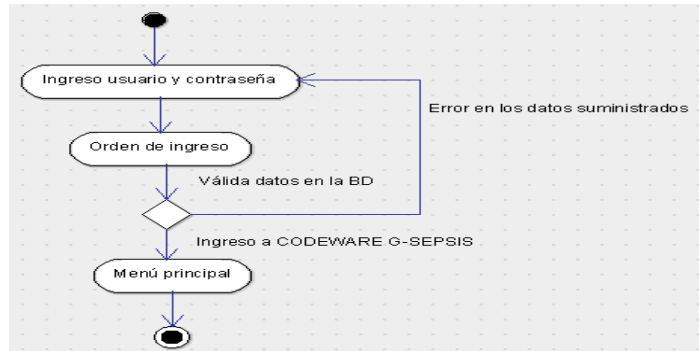 Ingreso usuario y contraseña
Error en los datos suministrados
Orden de ingreso
Válida datos en la BD
Ingreso a CODEWARE G-SEPSIS
Menú principal